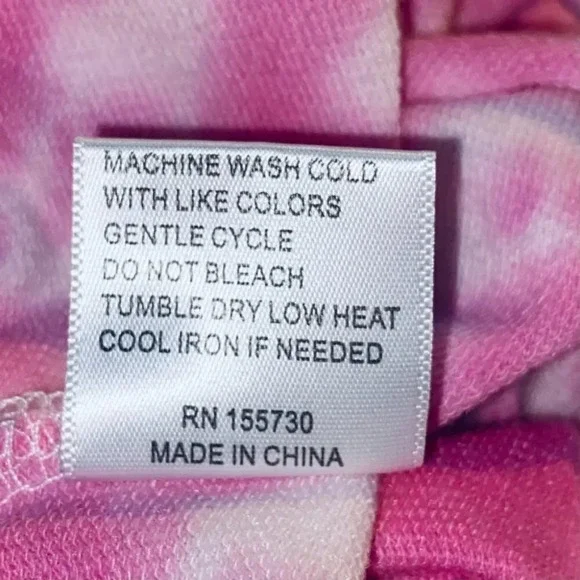 MACHINE WASH COLD
WITH LIKE COLORS
GENTLE CYCLE
DO NOT BLEACH
TUMBLE DRY LOW HEAT
COOL IRON IF NEEDED
RN 155730
MADE IN CHINA